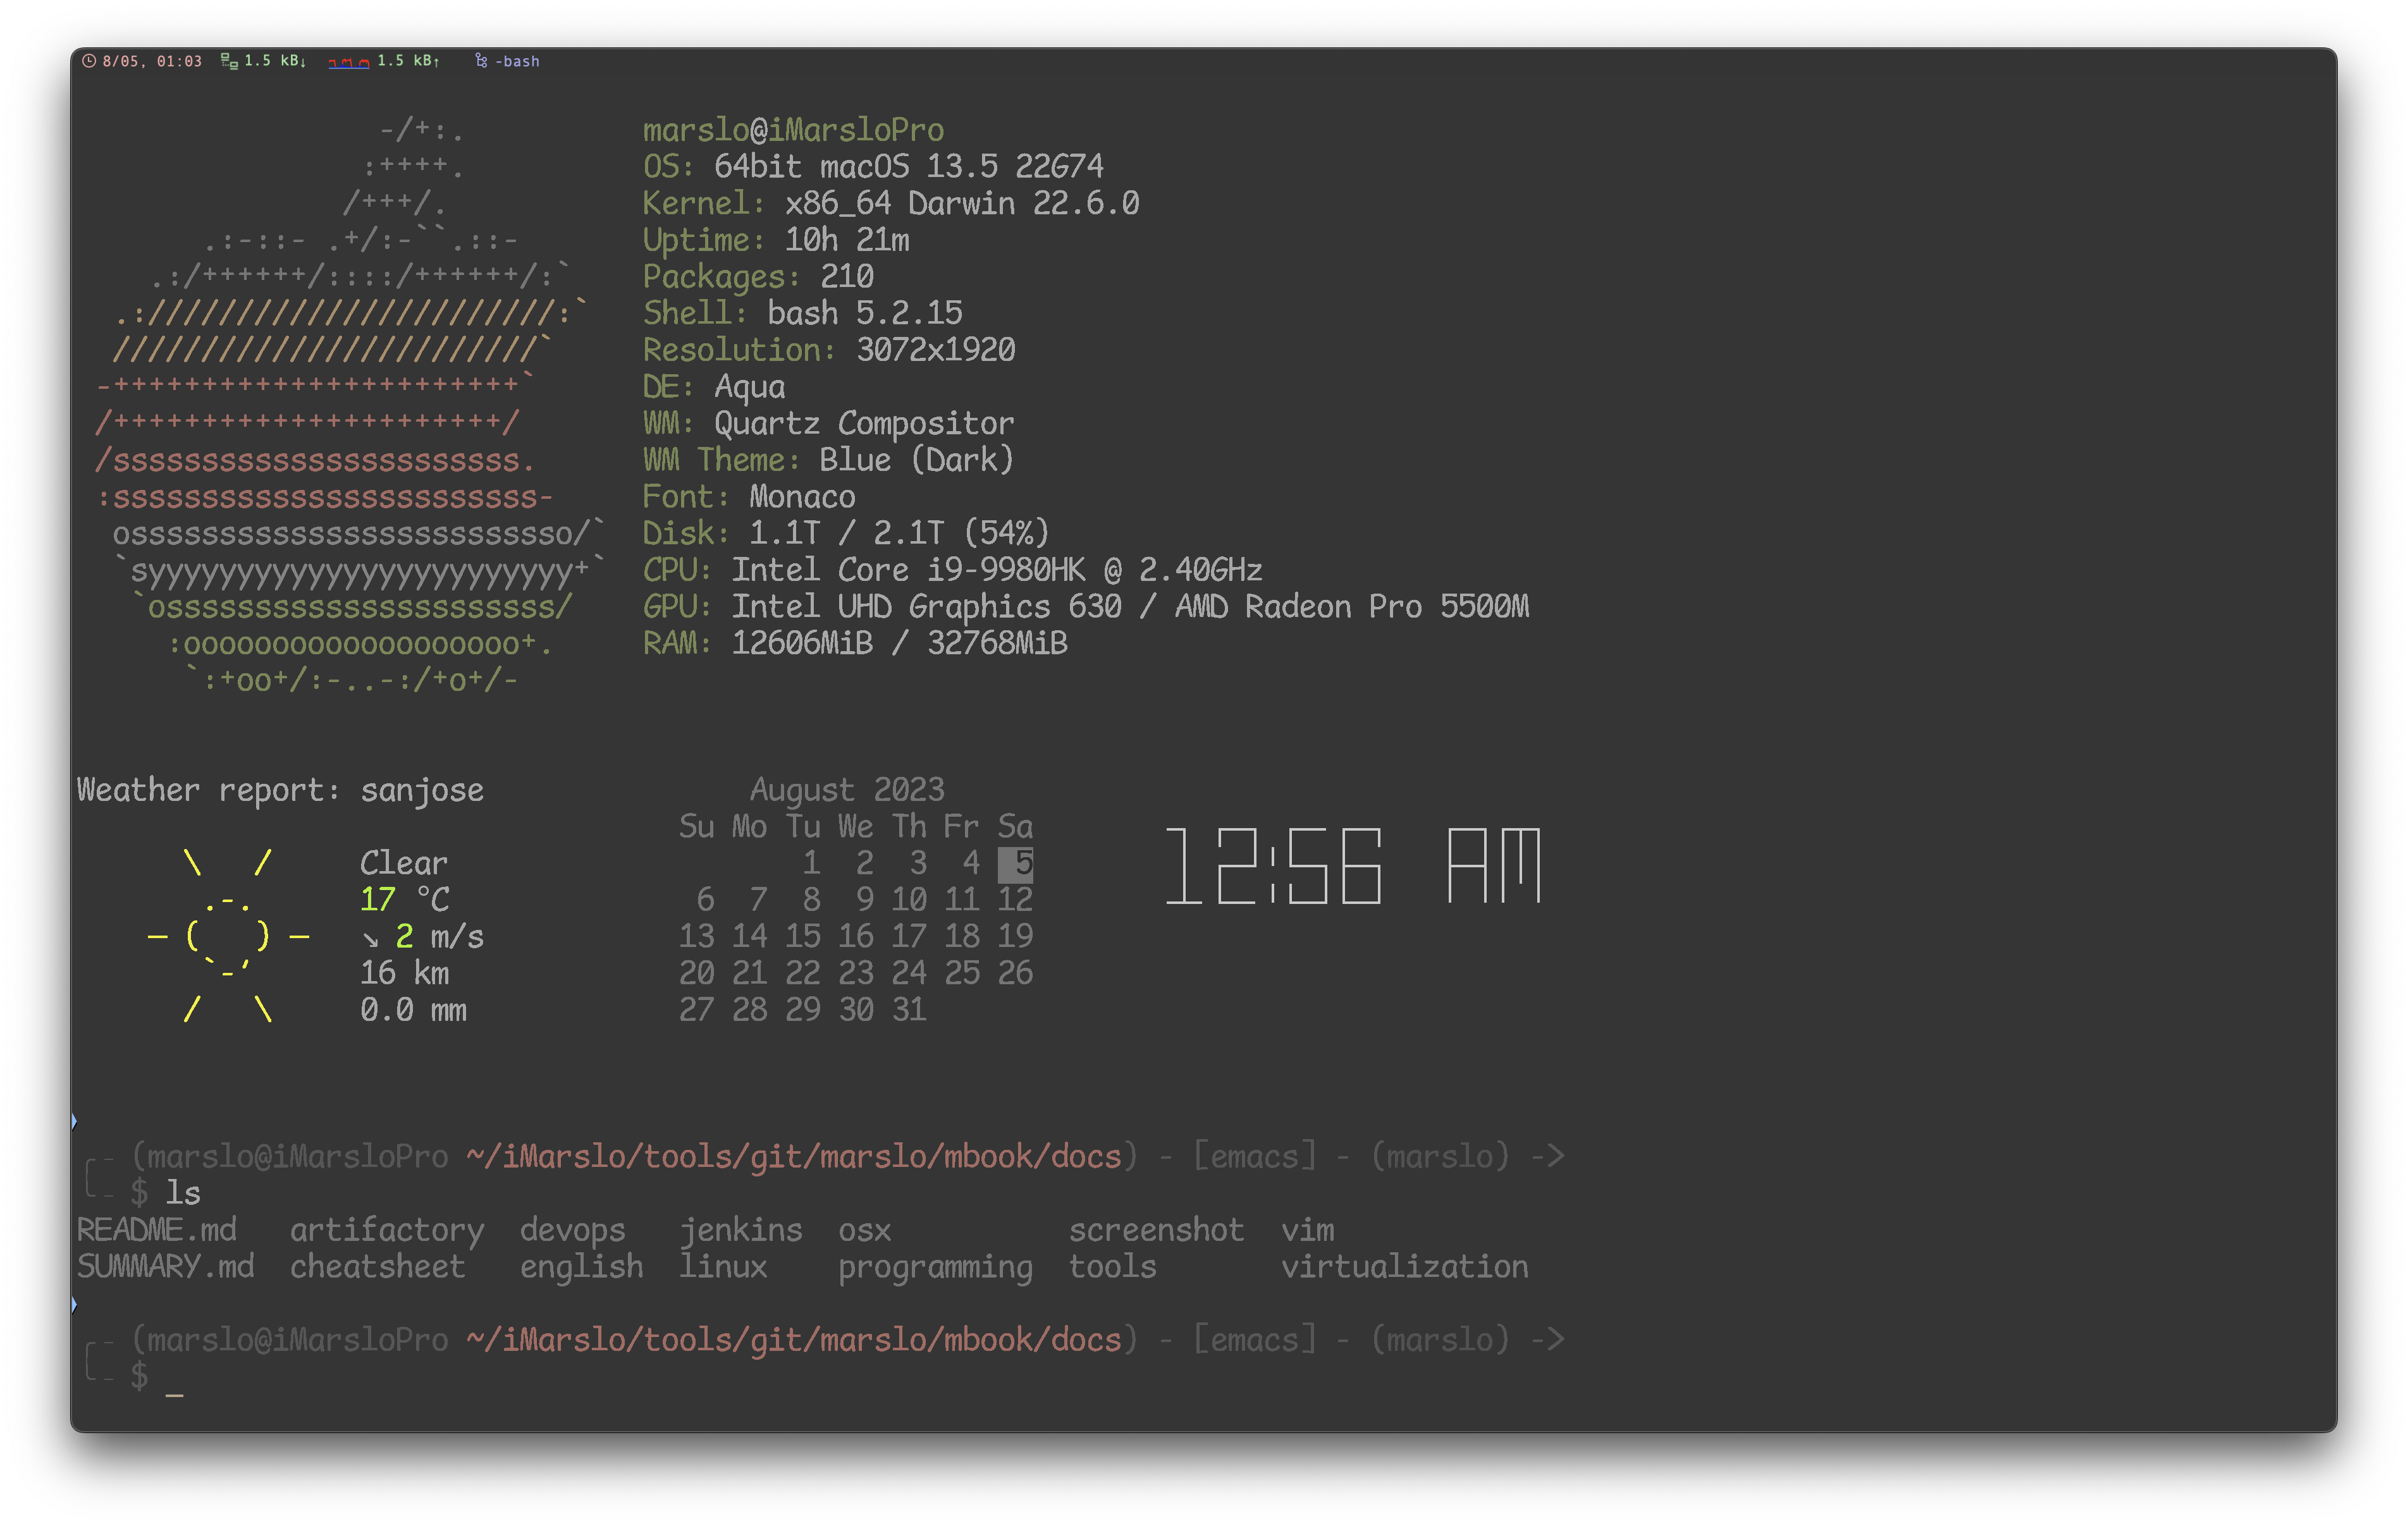 8/05, 01:03 1.5 kB↓ 1.5 kB↑ -bash
-/+:.
:++++.
/+++/.
.:-::- .+/:-``.::-
.:/++++++/::::/++++++/:`
.:///////////////////////:`
////////////////////////`
-+++++++++++++++++++++++`
/++++++++++++++++++++++/
/sssssssssssssssssssssss.
:ssssssssssssssssssssssss-
osssssssssssssssssssssssso/`
`syyyyyyyyyyyyyyyyyyyyyyyy+`
`ossssssssssssssssssssss/
:ooooooooooooooooooo+.
`:+oo+/:-..-:/+o+/-
marslo@iMarsloPro
OS: 64bit macOS 13.5 22G74
Kernel: x86_64 Darwin 22.6.0
Uptime: 10h 21m
Packages: 210
Shell: bash 5.2.15
Resolution: 3072x1920
DE: Aqua
WM: Quartz Compositor
WM Theme: Blue (Dark)
Font: Monaco
Disk: 1.1T / 2.1T (54%)
CPU: Intel Core i9-9980HK @ 2.40GHz
GPU: Intel UHD Graphics 630 / AMD Radeon Pro 5500M
RAM: 12606MiB / 32768MiB
Weather report: sanjose
Clear
17 °C
↘ 2 m/s
16 km
0.0 mm
August 2023
Su Mo Tu We Th Fr Sa
1 2 3 4 5
6 7 8 9 10 11 12
13 14 15 16 17 18 19
20 21 22 23 24 25 26
27 28 29 30 31
12:56 AM
(marslo@iMarsloPro ~/iMarslo/tools/git/marslo/mbook/docs) - [emacs] - (marslo) ->
$ ls
README.md artifactory devops jenkins osx screenshot vim
SUMMARY.md cheatsheet english linux programming tools virtualization
(marslo@iMarsloPro ~/iMarslo/tools/git/marslo/mbook/docs) - [emacs] - (marslo) ->
$ _